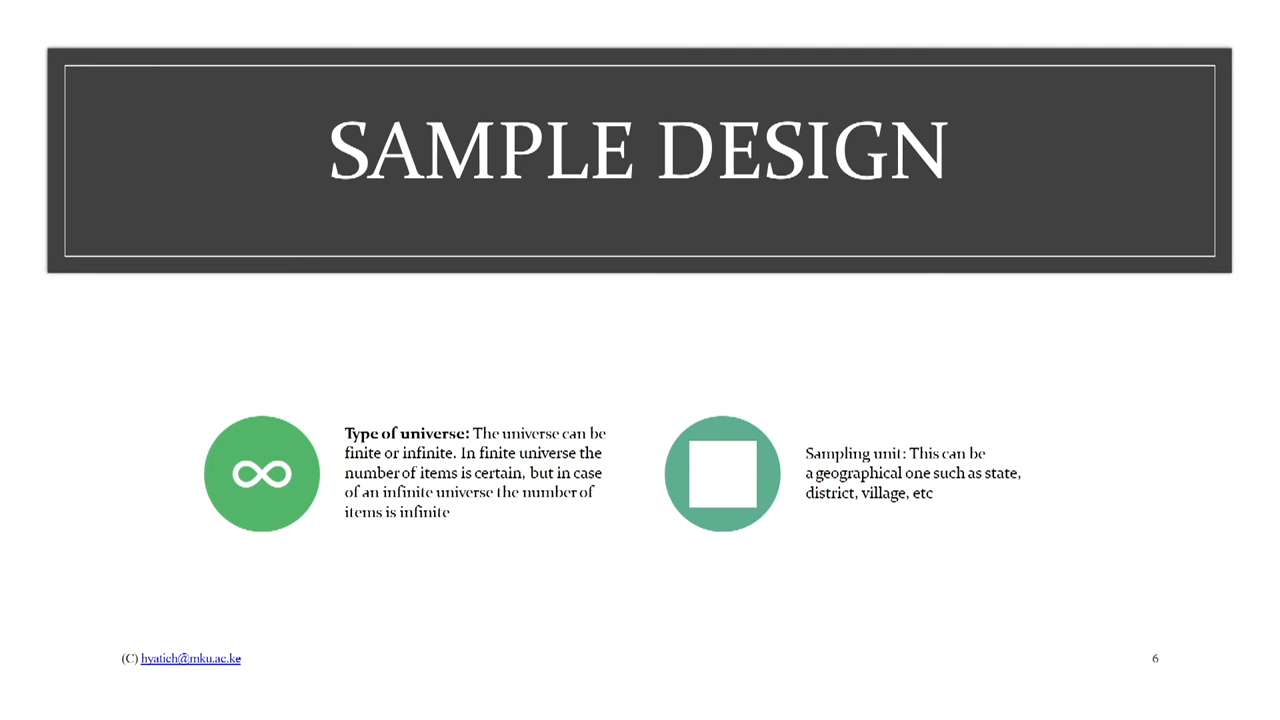 SAMPLE DESIGN
Type of universe: The universe can be
finite or infinite. In finite universe the
number of items is certain, but in case
of an infinite universe the number of
items is infinite
Sampling unit: This can be
a geographical one such as state,
district, village, etc
(C) hyatich@mku.ac.ke
6